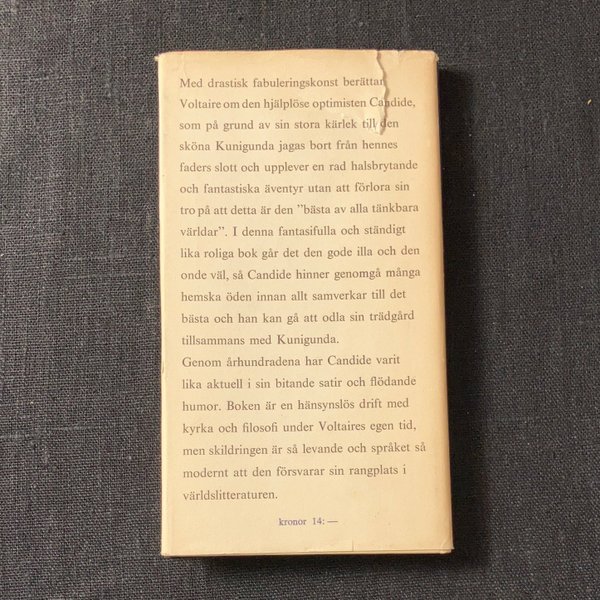 Med drastisk fabuleringskonst berättar
Voltaire om den hjälplöse optimisten Candide,
som på grund av sin stora kärlek till den
sköna Kunigunda jagas bort från hennes
faders slott och upplever en rad halsbrytande
och fantastiska äventyr utan att förlora sin
tro på att detta är den ”bästa av alla tänkbara
världar”. I denna fantasifulla och ständigt
lika roliga bok går det den gode illa och den
onde väl, så Candide hinner genomgå många
hemska öden innan allt samverkar till det
bästa och han kan gå att odla sin trädgård
tillsammans med Kunigunda.
Genom århundradena har Candide varit
lika aktuell i sin bitande satir och flödande
humor. Boken är en hänsynslös drift med
kyrka och filosofi under Voltaires egen tid,
men skildringen är så levande och språket så
modernt att den försvarar sin rangplats i
världslitteraturen.
kronor 14:—